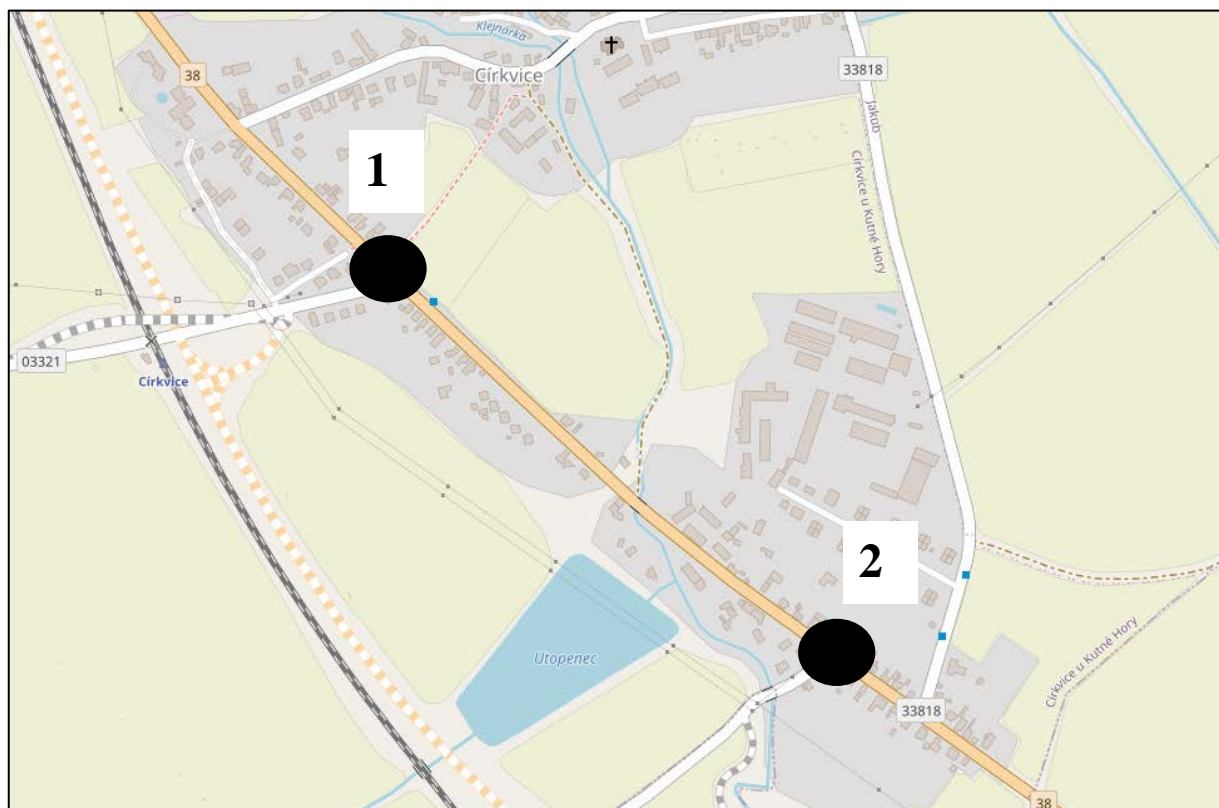 Klejnárka
38
Církvice
33818
Jakub
Církvice u Kutné Hory
1
03321
Církvice
2
Utopenec
Církvice u Kutné Hory
33818
38